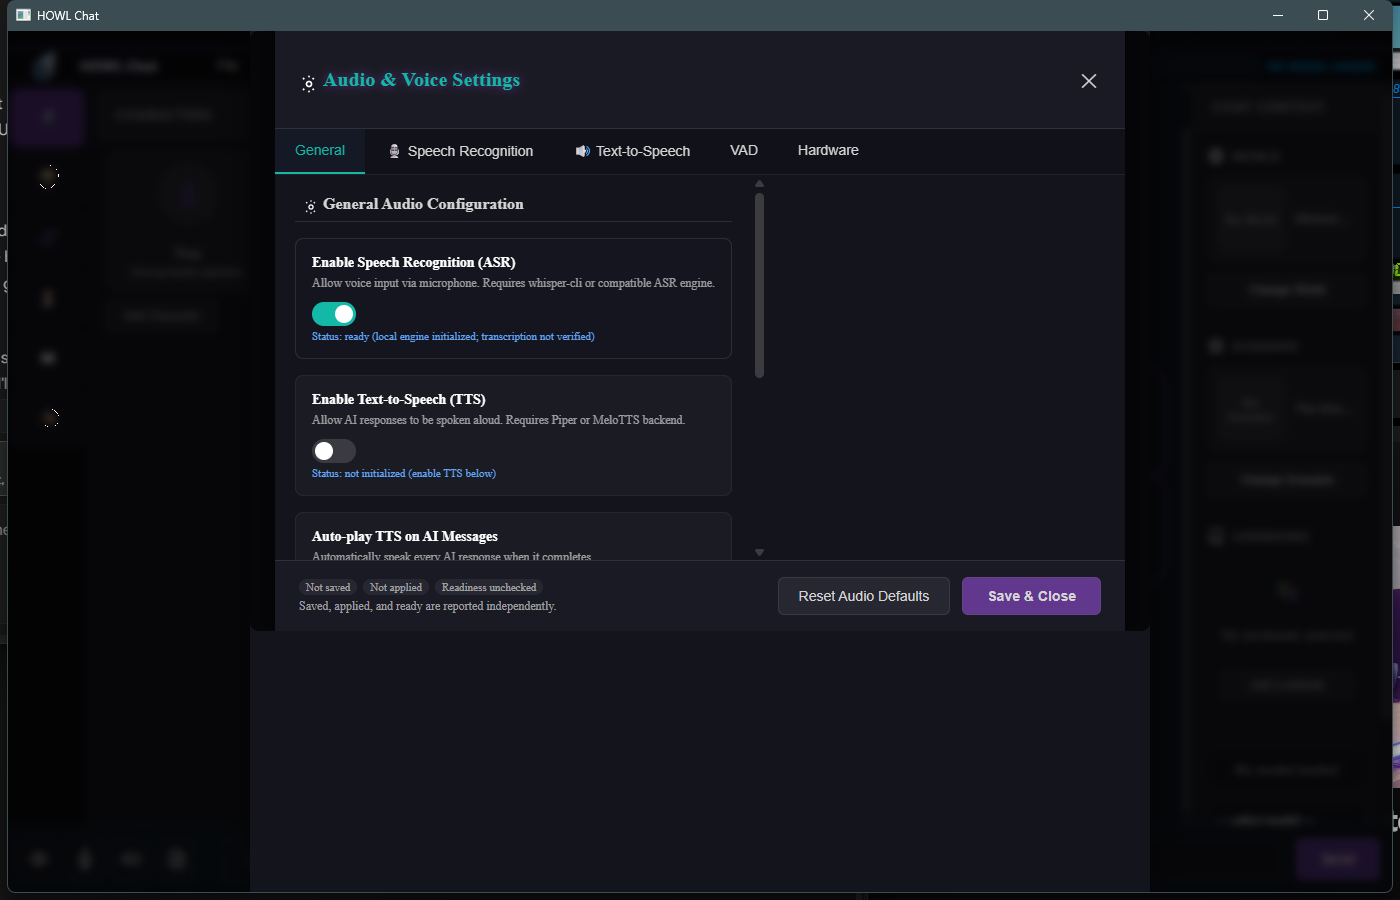 HOWL Chat
Audio & Voice Settings
General
Speech Recognition
Text-to-Speech
VAD
Hardware
General Audio Configuration
Enable Speech Recognition (ASR)
Allow voice input via microphone. Requires whisper-cli or compatible ASR engine.
Status: ready (local engine initialized; transcription not verified)
Enable Text-to-Speech (TTS)
Allow AI responses to be spoken aloud. Requires Piper or MeloTTS backend.
Status: not initialized (enable TTS below)
Auto-play TTS on AI Messages
Automatically speak every AI response when it completes
Not saved
Not applied
Readiness unchecked
Saved, applied, and ready are reported independently.
Reset Audio Defaults
Save & Close